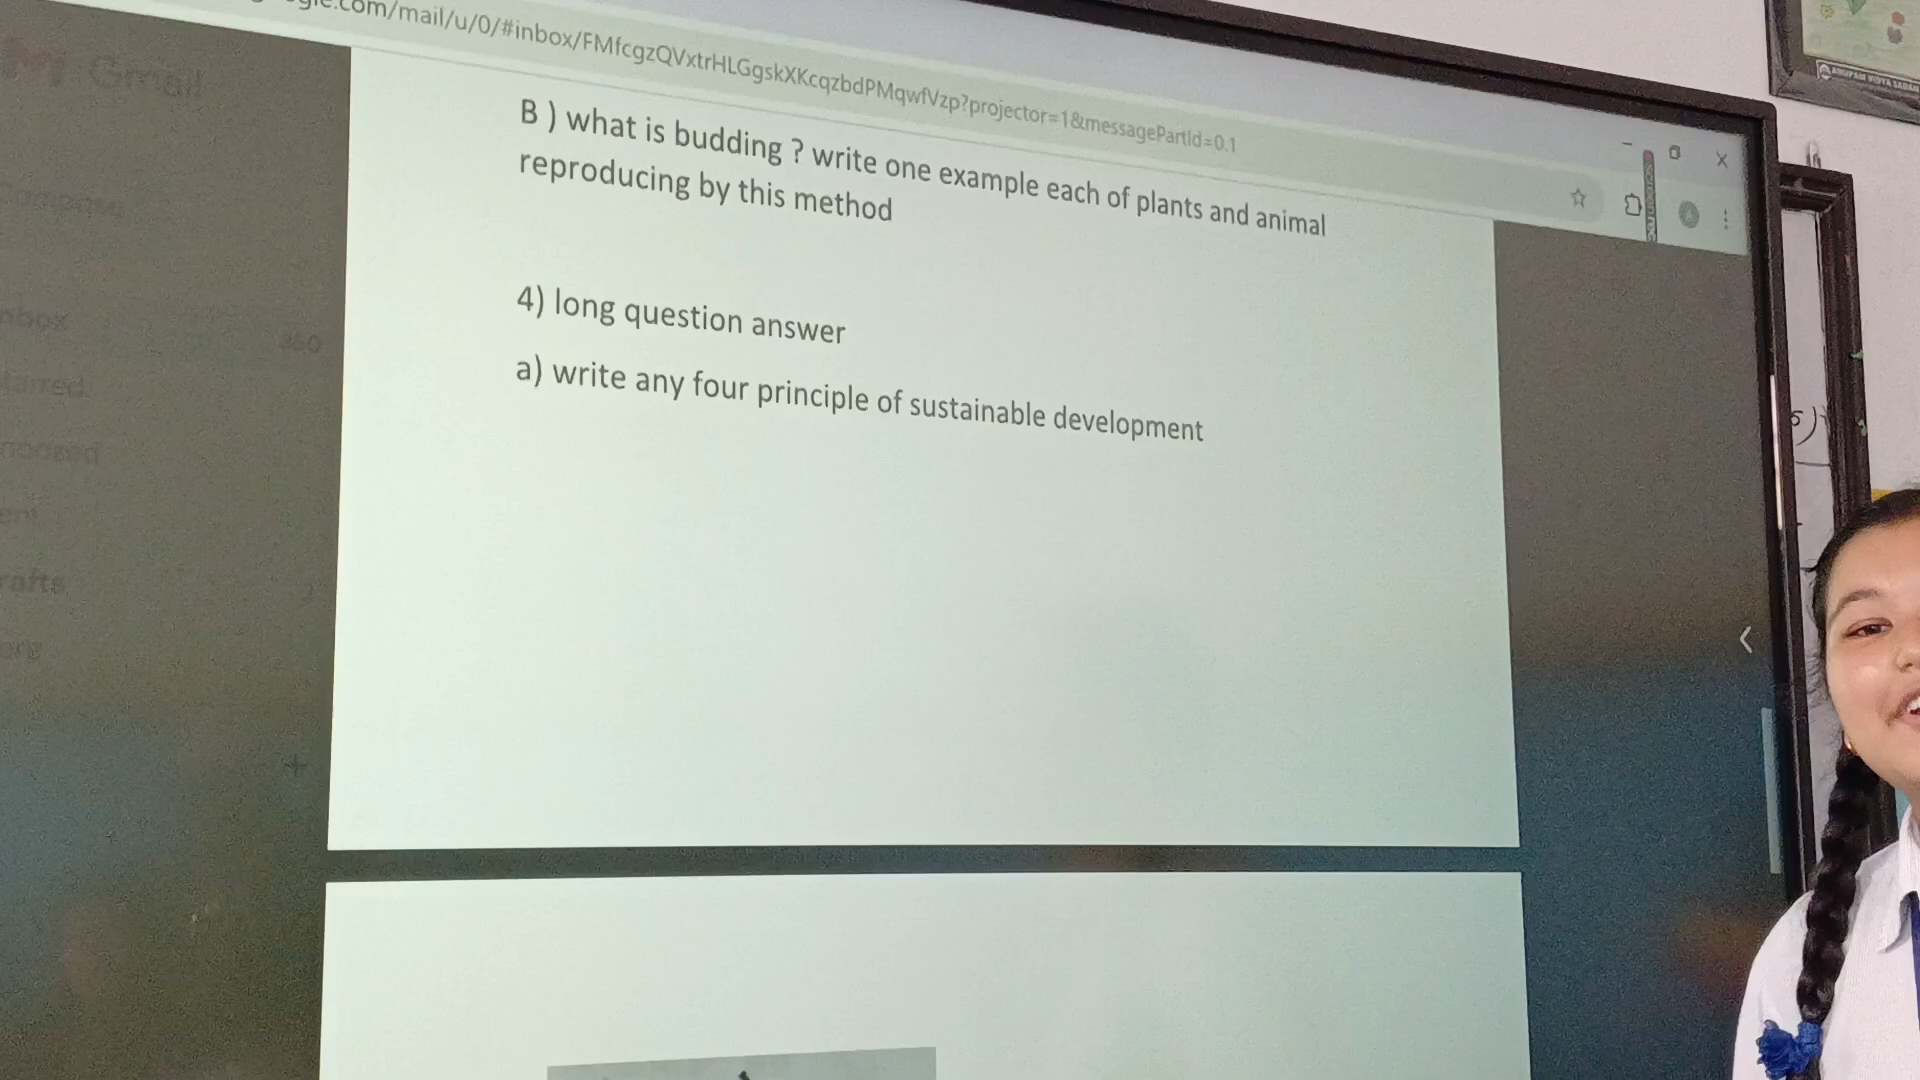 .com/mail/u/0/#inbox/FMfcgzQVxtrHLGgskXKcqzbdPMqwfVzp?projector=1&messagePartId=0.1
Gmail
B ) what is budding ? write one example each of plants and animal
reproducing by this method
4) long question answer
a) write any four principle of sustainable development